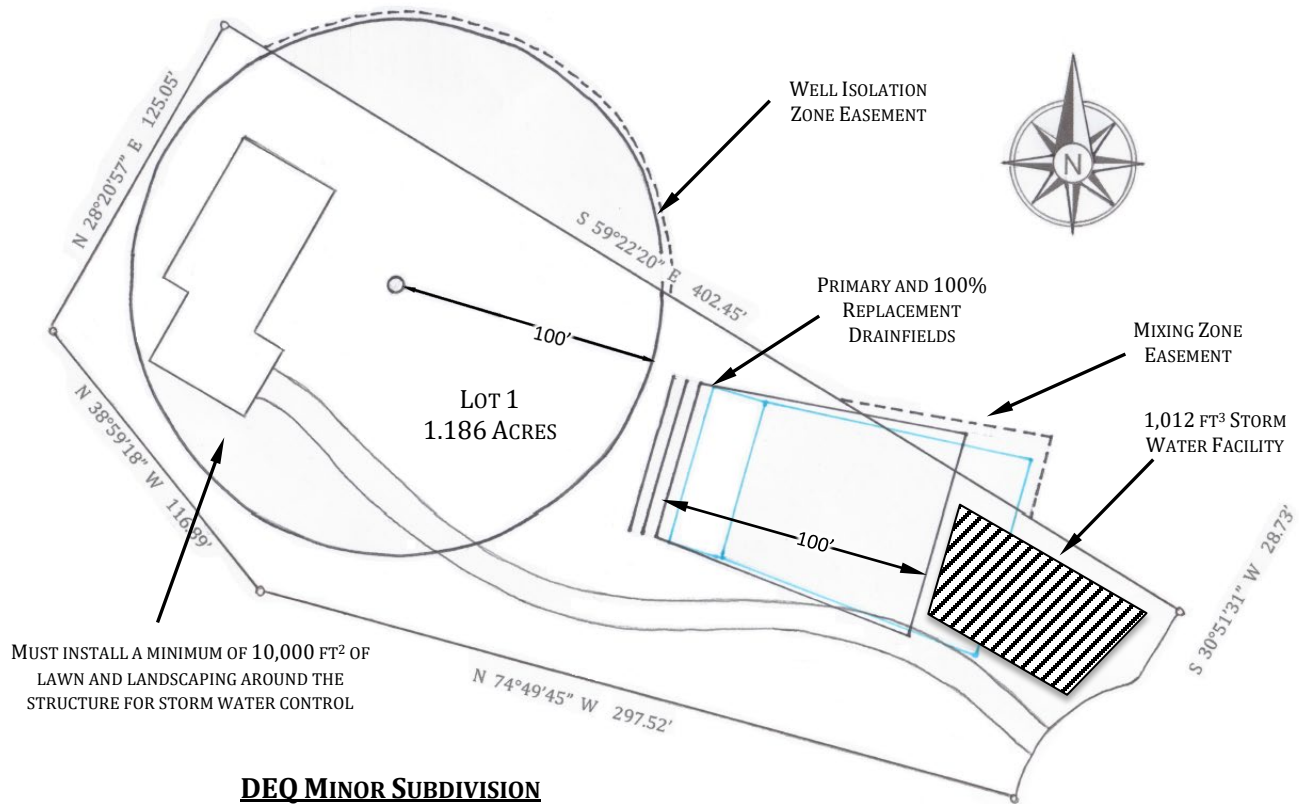 N 28°20'57" E 125.05'
WELL ISOLATION
ZONE EASEMENT
N
S 59°22'20" E 402.45'
PRIMARY AND 100%
REPLACEMENT
DRAINFIELDS
MIXING ZONE
EASEMENT
100'
LOT 1
1.186 ACRES
1,012 FT³ STORM
WATER FACILITY
N 38°59'18" W 116.89'
100'
S 30°51'31" W 28.73'
MUST INSTALL A MINIMUM OF 10,000 FT² OF
LAWN AND LANDSCAPING AROUND THE
STRUCTURE FOR STORM WATER CONTROL
N 74°49'45" W 297.52'
DEQ MINOR SUBDIVISION